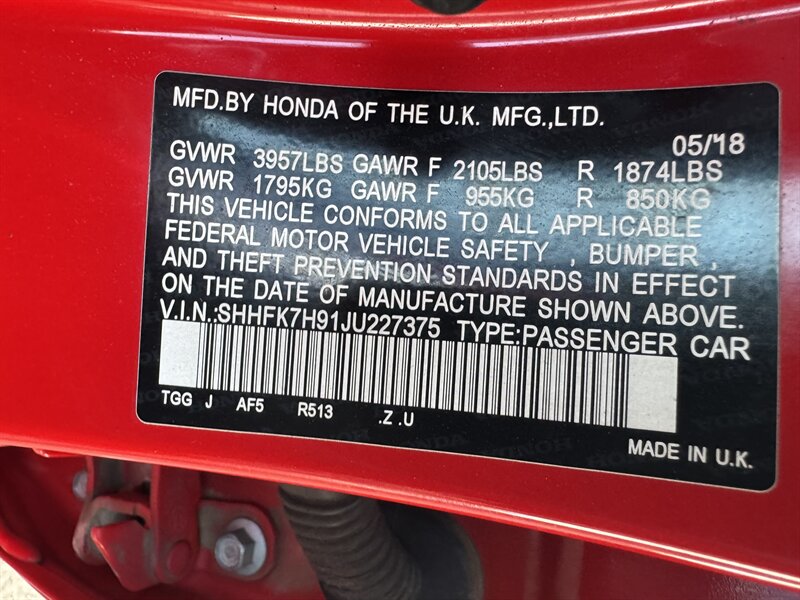 MFD.BY HONDA OF THE U.K. MFG.,LTD.
05/18
GVWR 3957LBS GAWR F 2105LBS R 1874LBS
GVWR 1795KG GAWR F 955KG R 850KG
THIS VEHICLE CONFORMS TO ALL APPLICABLE
FEDERAL MOTOR VEHICLE SAFETY , BUMPER ,
AND THEFT PREVENTION STANDARDS IN EFFECT
ON THE DATE OF MANUFACTURE SHOWN ABOVE.
V.I.N.:SHHFK7H91JU227375 TYPE:PASSENGER CAR
TGG J AF5 R513 .Z .U
MADE IN U.K.